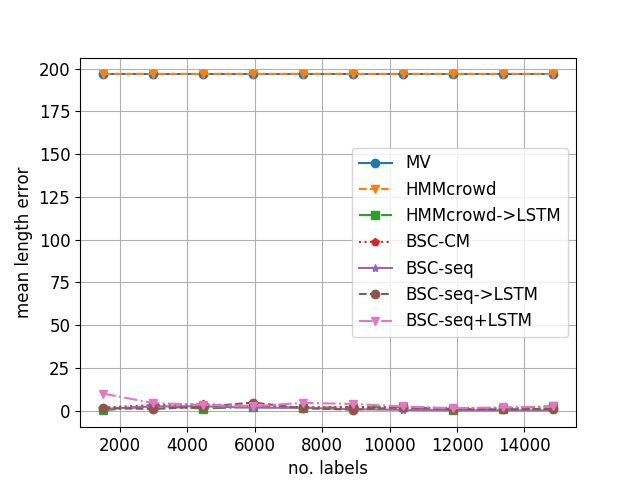 200
175
150
125
100
75
50
25
0
mean length error
MV
HMMcrowd
HMMcrowd->LSTM
BSC-CM
BSC-seq
BSC-seq->LSTM
BSC-seq+LSTM
2000 4000 6000 8000 10000 12000 14000
no. labels